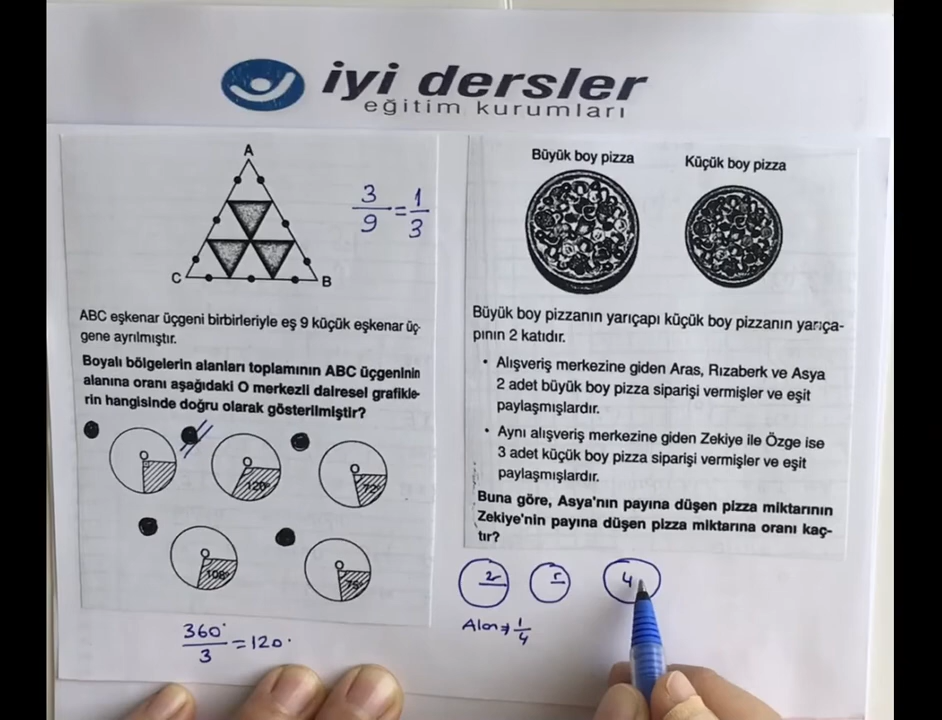 iyi dersler
eğitim kurumları
A
C
B
3/9 = 1/3
ABC eşkenar üçgeni birbirleriyle eş 9 küçük eşkenar üç-
gene ayrılmıştır.
Boyalı bölgelerin alanları toplamının ABC üçgeninin
alanına oranı aşağıdaki O merkezli dairesel grafikle-
rin hangisinde doğru olarak gösterilmiştir?
O
O
120°
O
72°
O
108°
O
75°
360°/3 = 120°
Büyük boy pizza
Küçük boy pizza
Büyük boy pizzanın yarıçapı küçük boy pizzanın yarıça-
pının 2 katıdır.
• Alışveriş merkezine giden Aras, Rızaberk ve Asya
2 adet büyük boy pizza siparişi vermişler ve eşit
paylaşmışlardır.
• Aynı alışveriş merkezine giden Zekiye ile Özge ise
3 adet küçük boy pizza siparişi vermişler ve eşit
paylaşmışlardır.
Buna göre, Asya'nın payına düşen pizza miktarının
Zekiye'nin payına düşen pizza miktarına oranı kaç-
tır?
r
4
Alan ⇒ 1/4